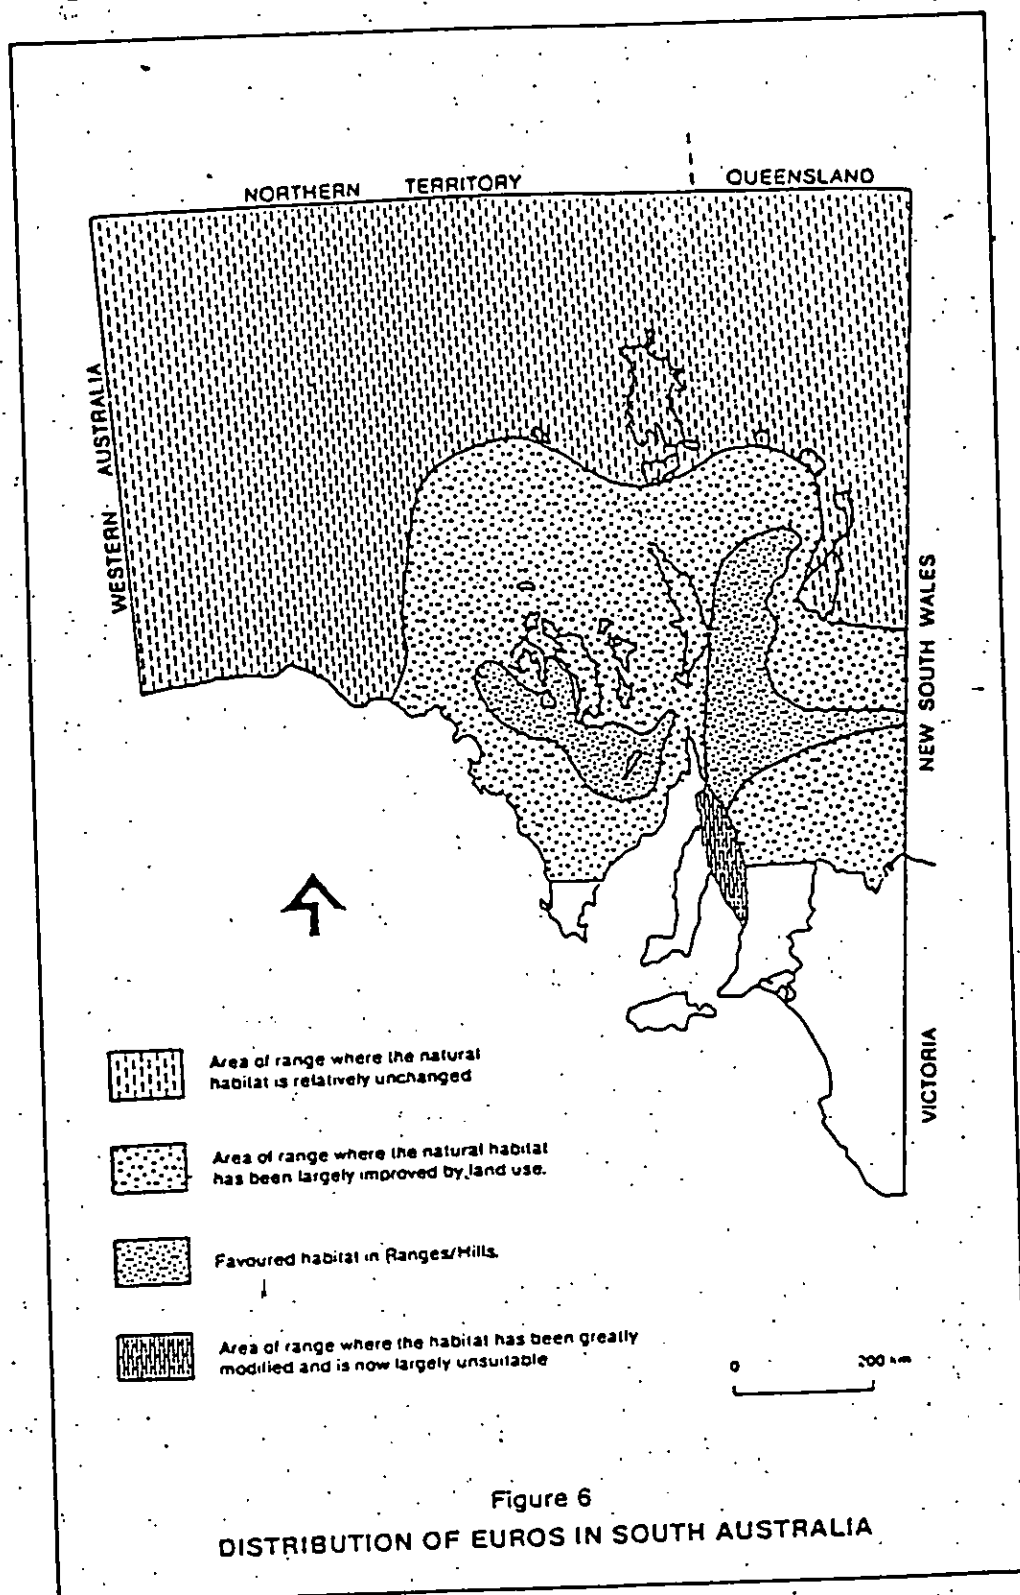 NORTHERN TERRITORY
QUEENSLAND
WESTERN AUSTRALIA
NEW SOUTH WALES
VICTORIA
Area of range where the natural
habitat is relatively unchanged
Area of range where the natural habitat
has been largely improved by land use.
Favoured habitat in Ranges/Hills.
Area of range where the habitat has been greatly
modified and is now largely unsuitable
0 200 km
Figure 6
DISTRIBUTION OF EUROS IN SOUTH AUSTRALIA